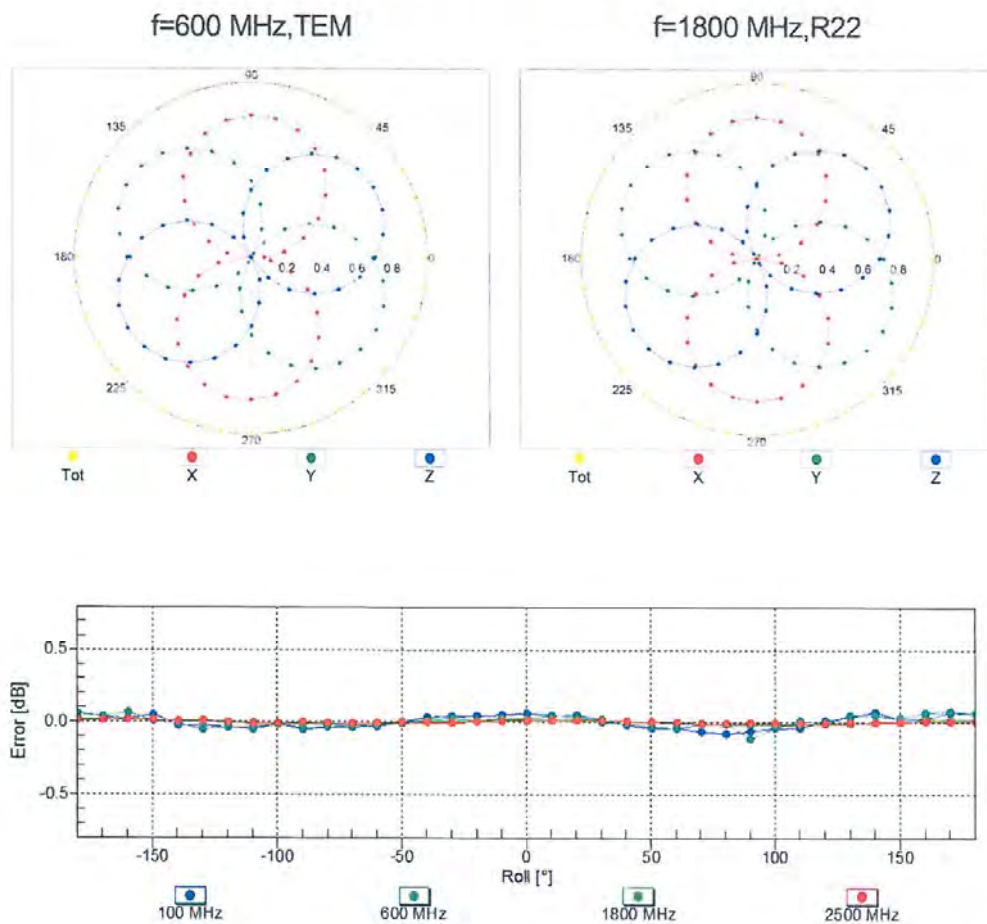 f=600 MHz,TEM
f=1800 MHz,R22
90
135
45
180
0.2 0.4 0.6 0.8
0
225
315
270
Tot X Y Z
90
135
45
180
0.2 0.4 0.6 0.8
0
225
315
270
Tot X Y Z
Error [dB]
0.5
0.0
-0.5
-150 -100 -50 0 50 100 150
Roll [°]
100 MHz 600 MHz 1800 MHz 2500 MHz